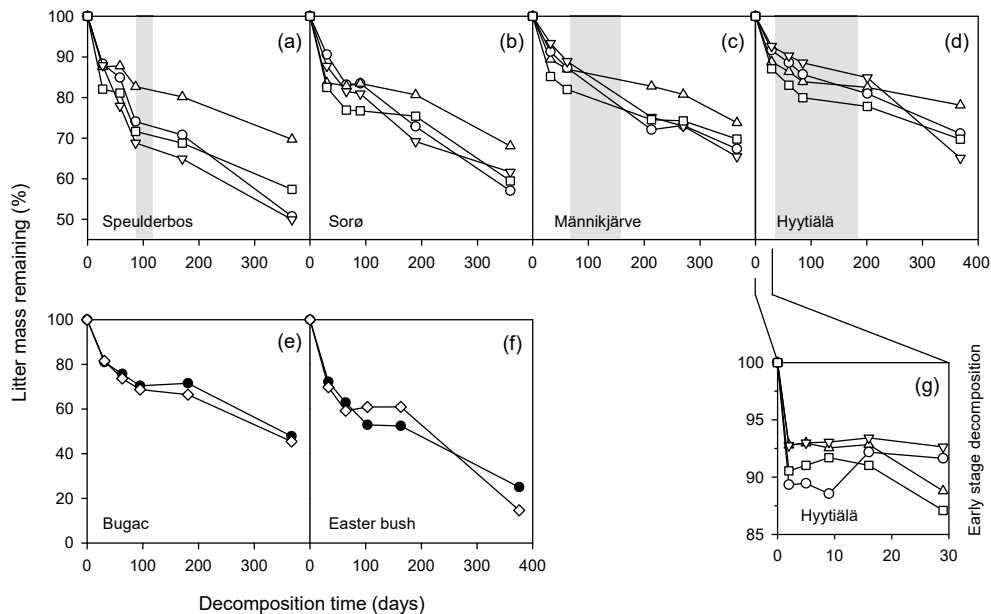 100
90
80
70
60
50
(a)
(b)
(c)
(d)
Speulderbos
Sorø
Männikjärve
Hyytiälä
0 100 200 300 0 100 200 300 0 100 200 300 0 100 200 300 400
Litter mass remaining (%)
100
80
60
40
20
0
(e)
(f)
Bugac
Easter bush
0 100 200 300 0 100 200 300 400
Decomposition time (days)
100
95
90
85
(g)
Hyytiälä
0 10 20 30
Early stage decomposition